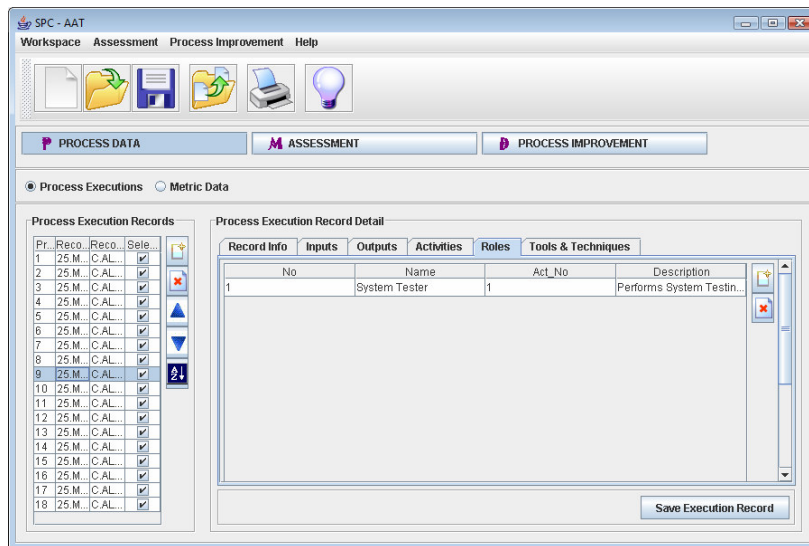 SPC - AAT
Workspace Assessment Process Improvement Help
P PROCESS DATA M ASSESSMENT PROCESS IMPROVEMENT
Process Executions Metric Data
Process Execution Records Process Execution Record Detail
Record Info Inputs Outputs Activities Roles Tools & Techniques
Pr... Reco... Reco... Sele...
No Name Act_No Description
1 System Tester 1 Performs System Testin...
1 25.M... C.AL...
2 25.M... C.AL...
3 25.M... C.AL...
4 25.M... C.AL...
5 25.M... C.AL...
6 25.M... C.AL...
7 25.M... C.AL...
8 25.M... C.AL...
9 25.M... C.AL...
10 25.M... C.AL...
11 25.M... C.AL...
12 25.M... C.AL...
13 25.M... C.AL...
14 25.M... C.AL...
15 25.M... C.AL...
16 25.M... C.AL...
17 25.M... C.AL...
18 25.M... C.AL...
Save Execution Record